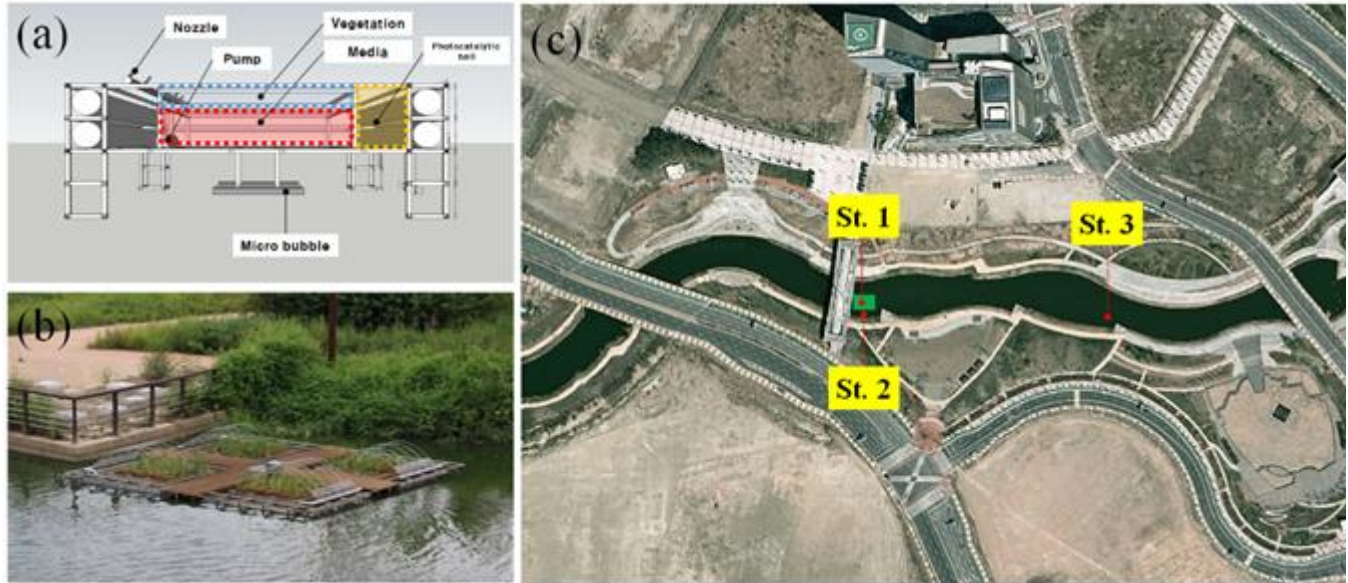 (a)
Nozzle
Vegetation
Pump
Media
Photocatalytic
ball
Micro bubble
(b)
(c)
St. 1
St. 3
St. 2